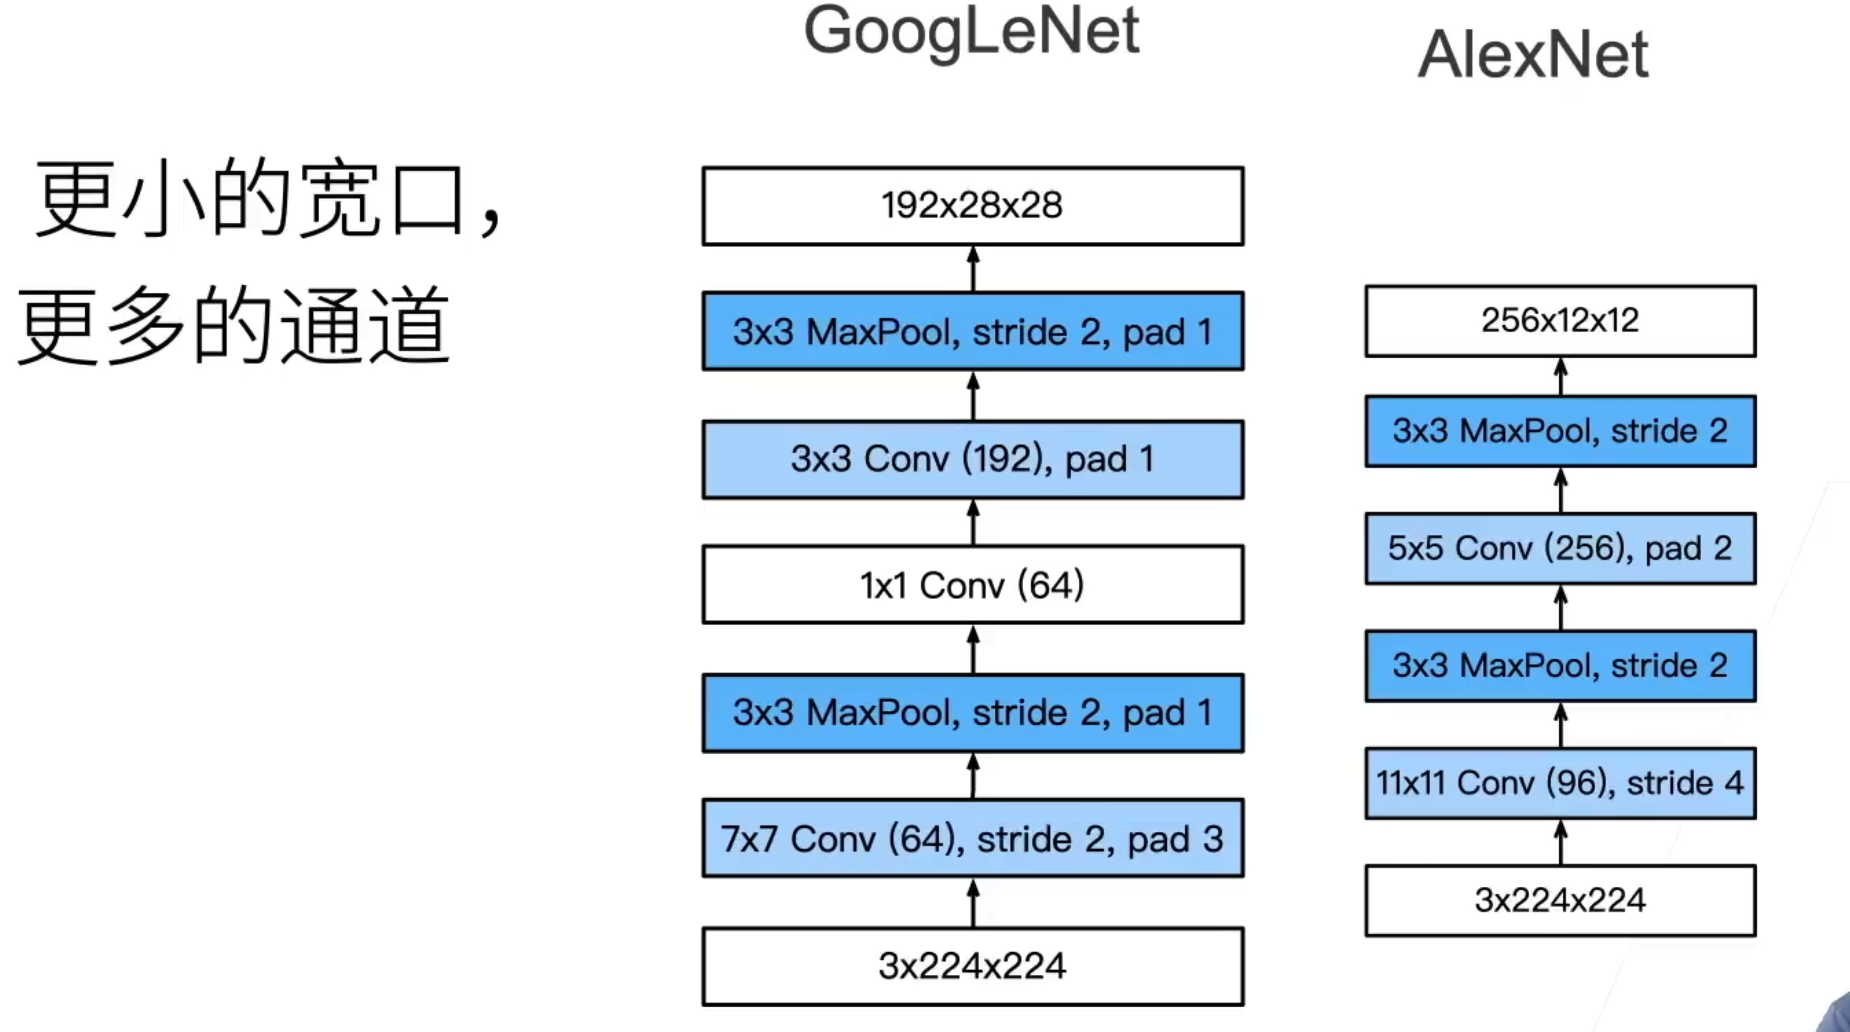 GoogLeNet
AlexNet
更小的宽口，
更多的通道
192x28x28
3x3 MaxPool, stride 2, pad 1
3x3 Conv (192), pad 1
1x1 Conv (64)
3x3 MaxPool, stride 2, pad 1
7x7 Conv (64), stride 2, pad 3
3x224x224
256x12x12
3x3 MaxPool, stride 2
5x5 Conv (256), pad 2
3x3 MaxPool, stride 2
11x11 Conv (96), stride 4
3x224x224